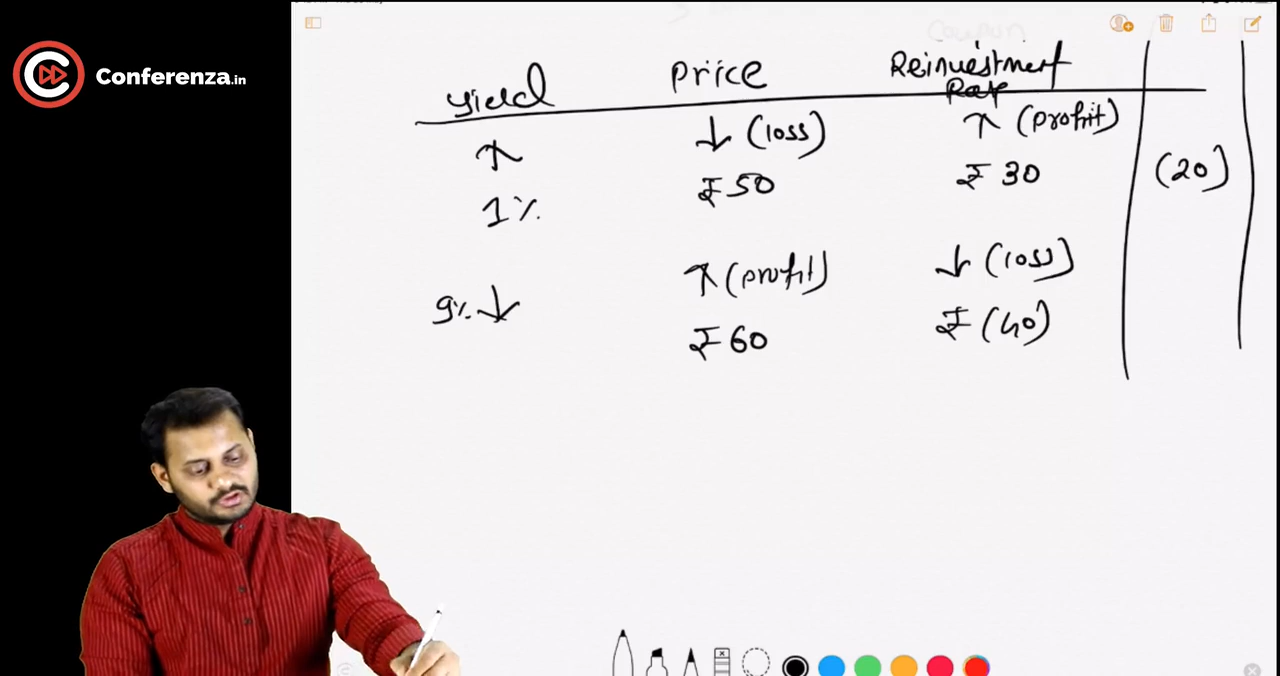 Conferenza.in
Yield Price Reinvestment Rate
↑ ↓ (loss) ↑ (profit)
1% ₹50 ₹ 30 (20)
9% ↓ ↑ (profit) ↓ (loss)
₹ 60 ₹ (40)